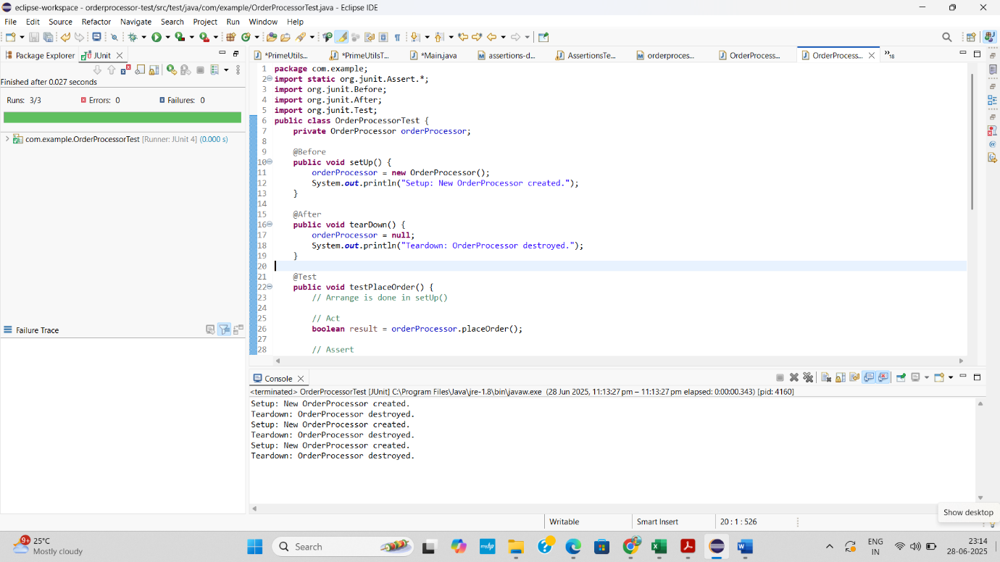 eclipse-workspace - orderprocessor-test/src/test/java/com/example/OrderProcessorTest.java - Eclipse IDE
File Edit Source Refactor Navigate Search Project Run Window Help
Package Explorer JUnit
*PrimeUtils... *PrimeUtilsT... *Main.java assertions-d... AssertionsTe... orderproces... OrderProcess... OrderProcess... »18
Finished after 0.027 seconds
Runs: 3/3 Errors: 0 Failures: 0
com.example.OrderProcessorTest [Runner: JUnit 4] (0.000 s)
Failure Trace
1 package com.example;
2 import static org.junit.Assert.*;
3 import org.junit.Before;
4 import org.junit.After;
5 import org.junit.Test;
6 public class OrderProcessorTest {
7 private OrderProcessor orderProcessor;
8
9 @Before
10 public void setUp() {
11 orderProcessor = new OrderProcessor();
12 System.out.println("Setup: New OrderProcessor created.");
13 }
14
15 @After
16 public void tearDown() {
17 orderProcessor = null;
18 System.out.println("Teardown: OrderProcessor destroyed.");
19 }
20
21 @Test
22 public void testPlaceOrder() {
23 // Arrange is done in setUp()
24
25 // Act
26 boolean result = orderProcessor.placeOrder();
27
28 // Assert
Console
<terminated> OrderProcessorTest [JUnit] C:\Program Files\Java\jre-1.8\bin\javaw.exe (28 Jun 2025, 11:13:27 pm – 11:13:27 pm elapsed: 0:00:00.343) [pid: 4160]
Setup: New OrderProcessor created.
Teardown: OrderProcessor destroyed.
Setup: New OrderProcessor created.
Teardown: OrderProcessor destroyed.
Setup: New OrderProcessor created.
Teardown: OrderProcessor destroyed.
Show desktop
Writable Smart Insert 20 : 1 : 526
9+ 25°C
Mostly cloudy
Search
ENG
IN
23:14
28-06-2025